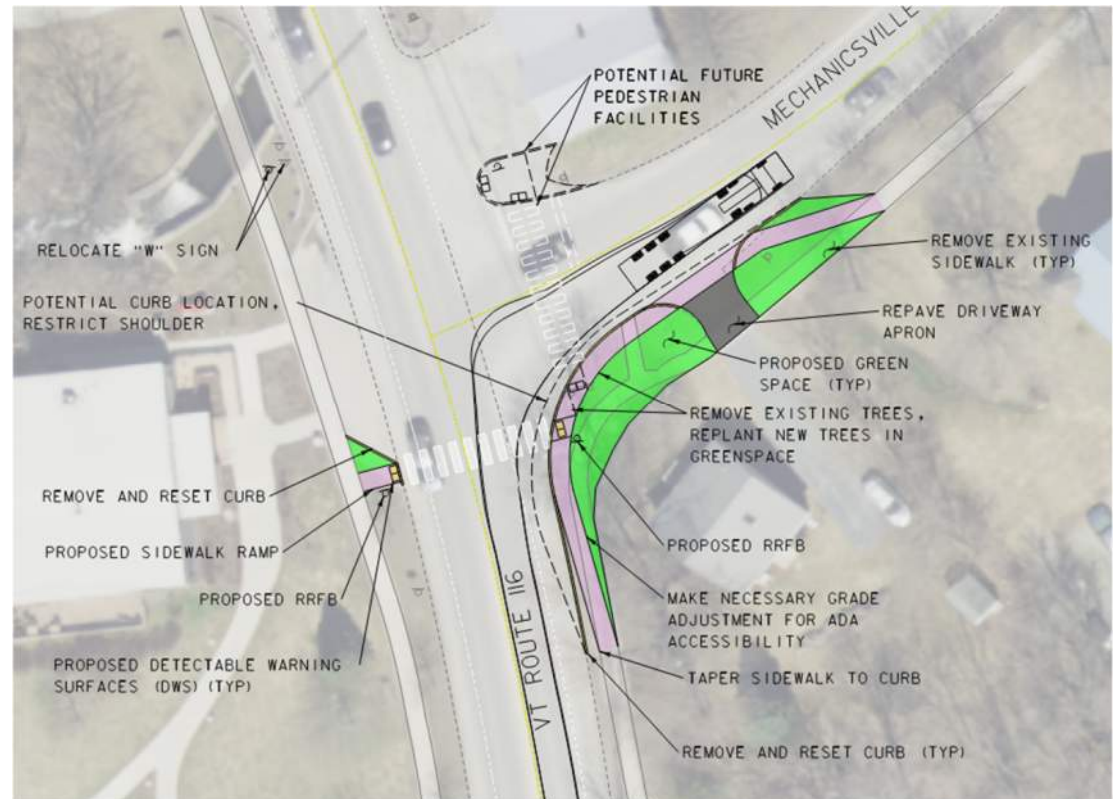 POTENTIAL FUTURE
PEDESTRIAN
FACILITIES
MECHANICSVILLE
RELOCATE "W" SIGN
POTENTIAL CURB LOCATION,
RESTRICT SHOULDER
REMOVE EXISTING
SIDEWALK (TYP)
REPAVE DRIVEWAY
APRON
PROPOSED GREEN
SPACE (TYP)
REMOVE EXISTING TREES,
REPLANT NEW TREES IN
GREENSPACE
REMOVE AND RESET CURB
PROPOSED SIDEWALK RAMP
PROPOSED RRFB
PROPOSED DETECTABLE WARNING
SURFACES (DWS) (TYP)
VT ROUTE 116
PROPOSED RRFB
MAKE NECESSARY GRADE
ADJUSTMENT FOR ADA
ACCESSIBILITY
TAPER SIDEWALK TO CURB
REMOVE AND RESET CURB (TYP)